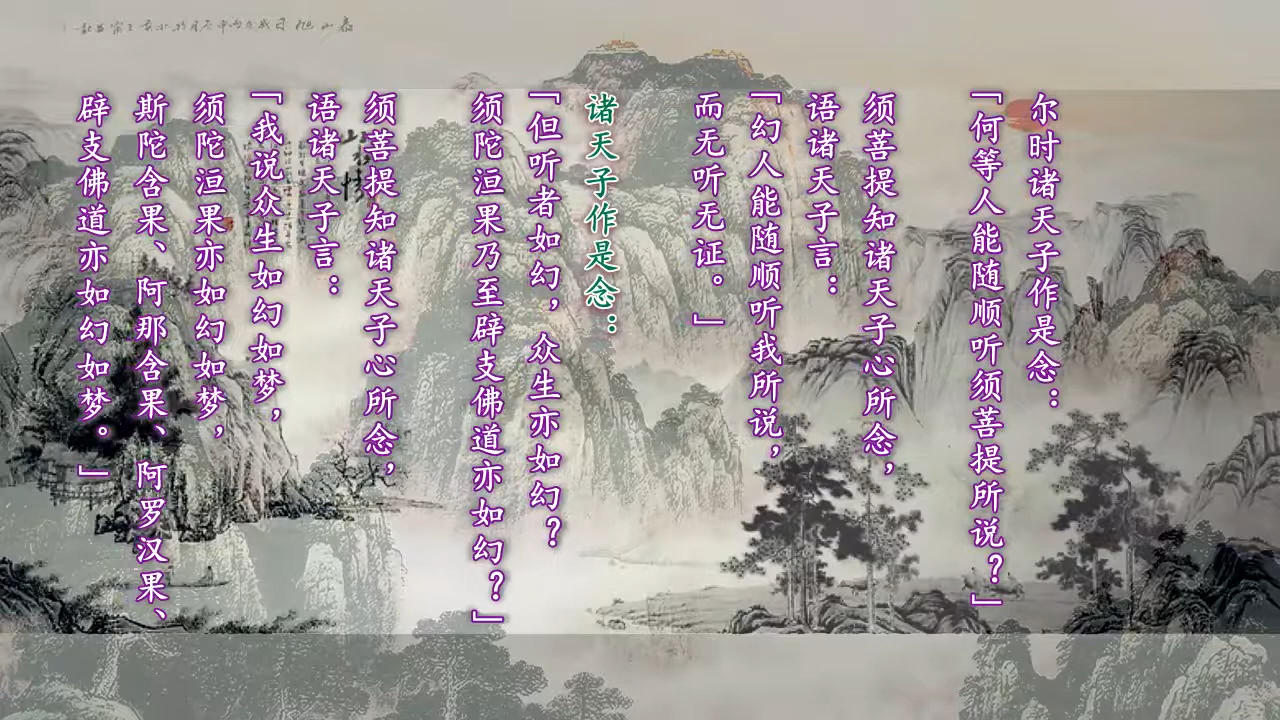 尔时诸天子作是念：
「何等人能随顺听须菩提所说？」
须菩提知诸天子心所念，
语诸天子言：
「幻人能随顺听我所说，
而无听无证。」
诸天子作是念：
「但听者如幻，众生亦如幻？
须陀洹果乃至辟支佛道亦如幻？」
须菩提知诸天子心所念，
语诸天子言：
「我说众生如幻如梦，
须陀洹果亦如幻如梦，
斯陀含果、阿那含果、阿罗汉果、
辟支佛道亦如幻如梦。」